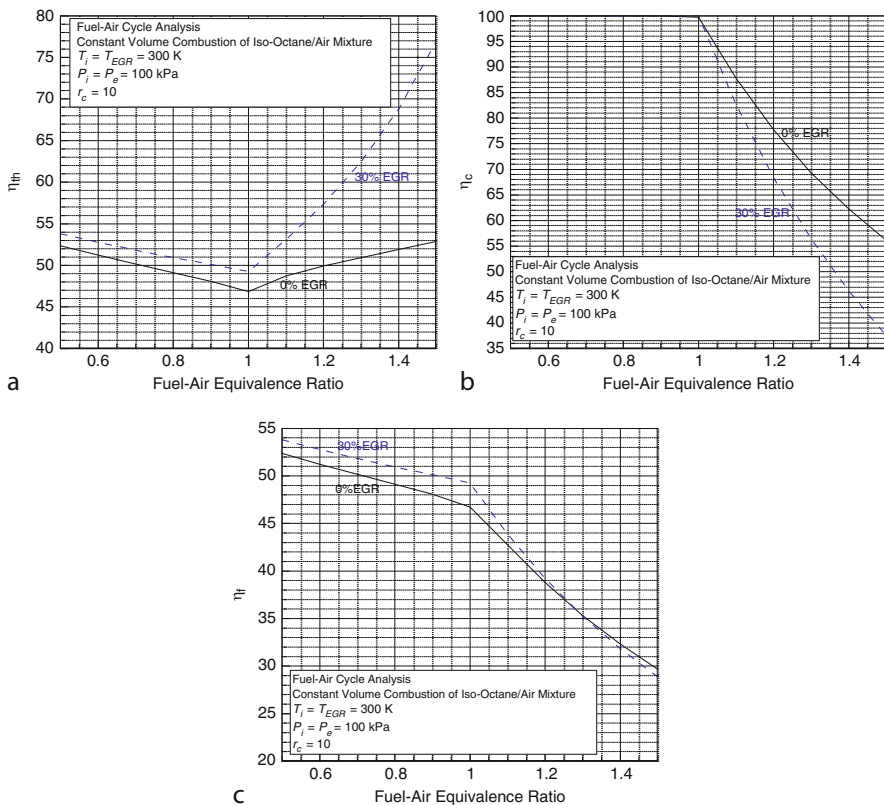 80
75
70
65
60
55
50
45
40
η_th
Fuel-Air Cycle Analysis
Constant Volume Combustion of Iso-Octane/Air Mixture
T_i = T_EGR = 300 K
P_i = P_e = 100 kPa
r_c = 10
30% EGR
0% EGR
0.6 0.8 1 1.2 1.4
Fuel-Air Equivalence Ratio
a
100
95
90
85
80
75
70
65
60
55
50
45
40
35
η_c
0% EGR
30% EGR
Fuel-Air Cycle Analysis
Constant Volume Combustion of Iso-Octane/Air Mixture
T_i = T_EGR = 300 K
P_i = P_e = 100 kPa
r_c = 10
0.6 0.8 1 1.2 1.4
Fuel-Air Equivalence Ratio
b
55
50
45
40
35
30
25
20
η_f
30%EGR
0%EGR
Fuel-Air Cycle Analysis
Constant Volume Combustion of Iso-Octane/Air Mixture
T_i = T_EGR = 300 K
P_i = P_e = 100 kPa
r_c = 10
0.6 0.8 1 1.2 1.4
Fuel-Air Equivalence Ratio
c